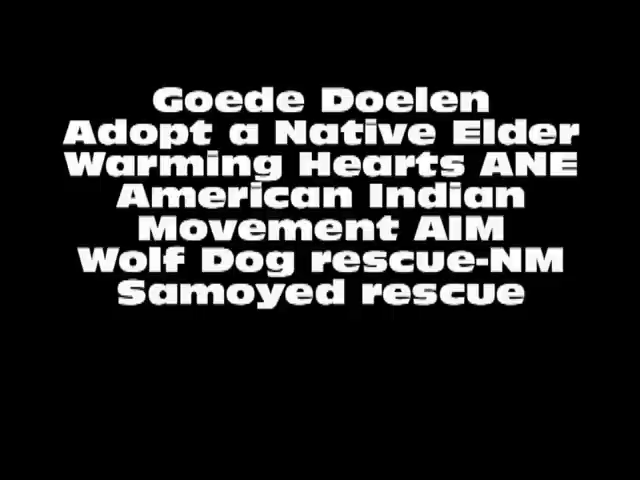 Goede Doelen
Adopt a Native Elder
Warming Hearts ANE
American Indian
Movement AIM
Wolf Dog rescue-NM
Samoyed rescue